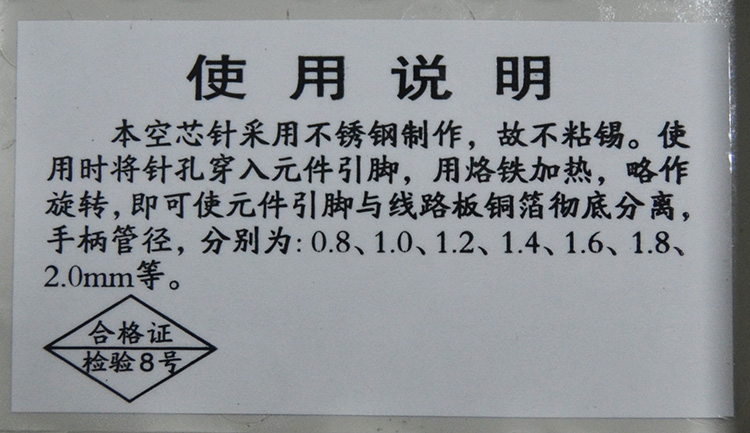 使用说明
本空芯针采用不锈钢制作，故不粘锡。使
用时将针孔穿入元件引脚，用烙铁加热，略作
旋转，即可使元件引脚与线路板铜箔彻底分离，
手柄管径，分别为：0.8、1.0、1.2、1.4、1.6、1.8、
2.0mm等。
合格证
检验8号